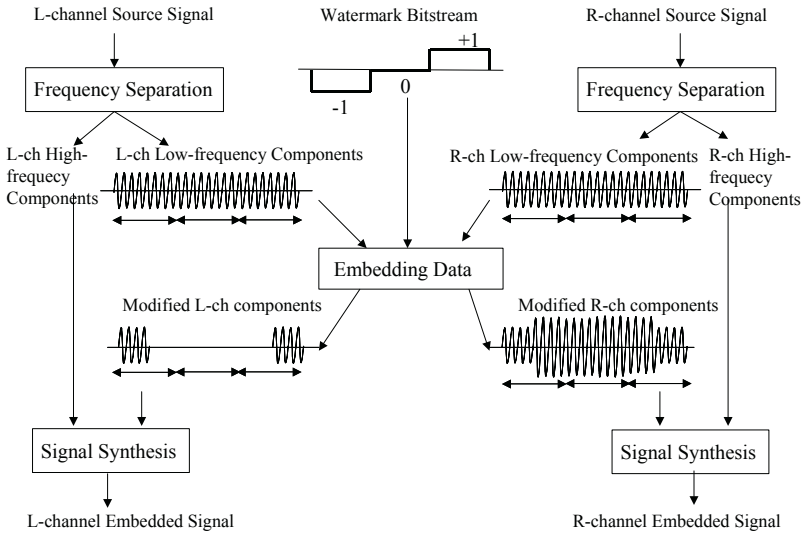 L-channel Source Signal
Watermark Bitstream
R-channel Source Signal
+1
0
-1
Frequency Separation
Frequency Separation
L-ch High-
frequecy
Components
L-ch Low-frequency Components
R-ch Low-frequency Components
R-ch High-
frequecy
Components
Embedding Data
Modified L-ch components
Modified R-ch components
Signal Synthesis
Signal Synthesis
L-channel Embedded Signal
R-channel Embedded Signal